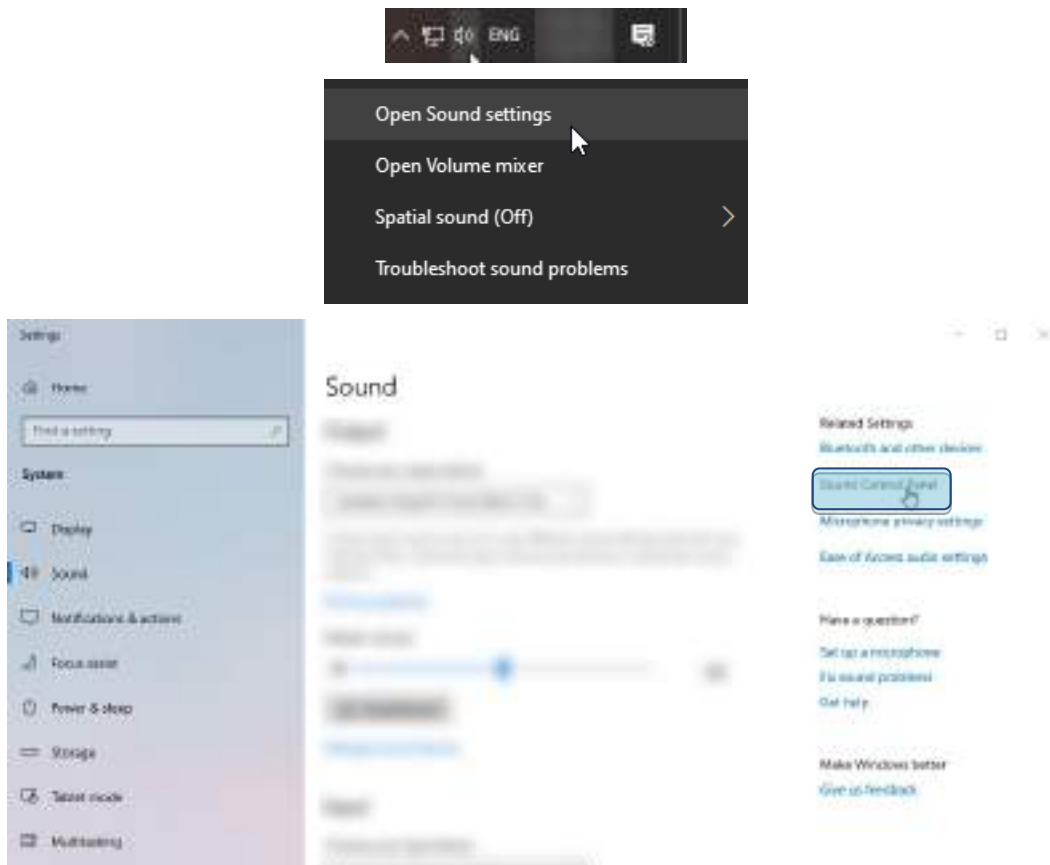 ENG
Open Sound settings
Open Volume mixer
Spatial sound (Off)
Troubleshoot sound problems
Settings
Home
Find a setting
System
Display
Sound
Notifications & actions
Focus assist
Power & sleep
Storage
Tablet mode
Multitasking
Sound
Output
Input
Related Settings
Bluetooth and other devices
Sound Control Panel
Microphone privacy settings
Ease of Access audio settings
Have a question?
Set up a microphone
Fix sound problems
Get help
Make Windows better
Give us feedback